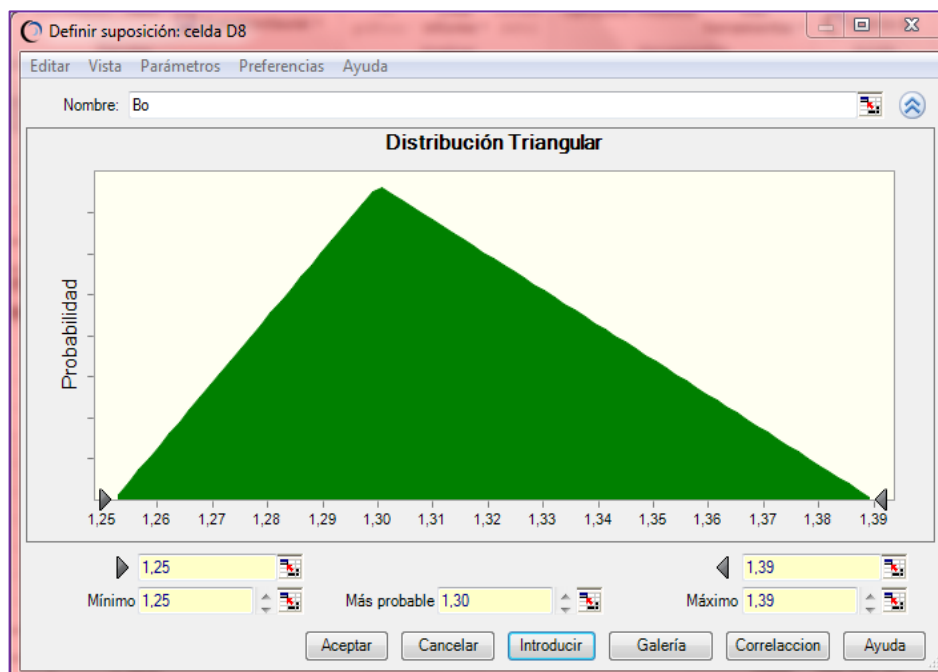 Definir suposición: celda D8
Editar Vista Parámetros Preferencias Ayuda
Nombre: Bo
Distribución Triangular
Probabilidad
1,25 1,26 1,27 1,28 1,29 1,30 1,31 1,32 1,33 1,34 1,35 1,36 1,37 1,38 1,39
1,25 1,39
Mínimo 1,25 Más probable 1,30 Máximo 1,39
Aceptar Cancelar Introducir Galería Correlaccion Ayuda